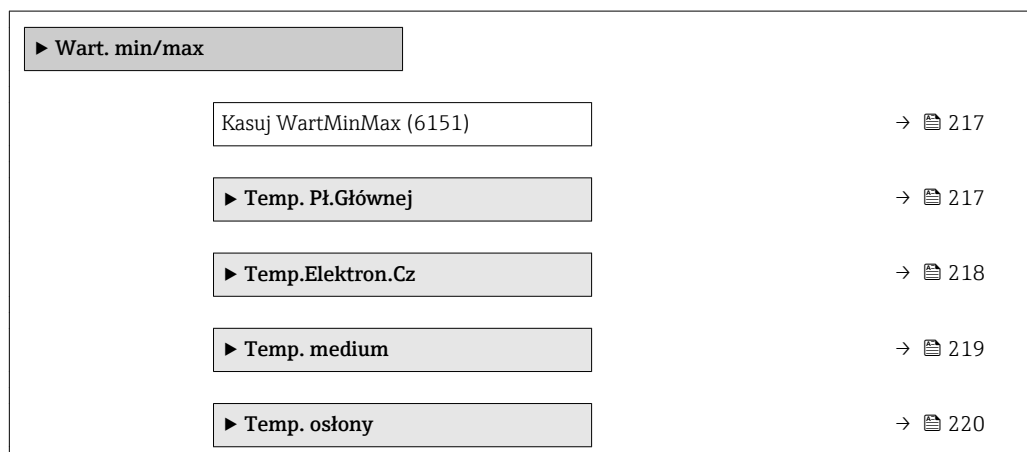 ► Wart. min/max
Kasuj WartMinMax (6151) → 217
► Temp. Pł.Głównej → 217
► Temp.Elektron.Cz → 218
► Temp. medium → 219
► Temp. osłony → 220